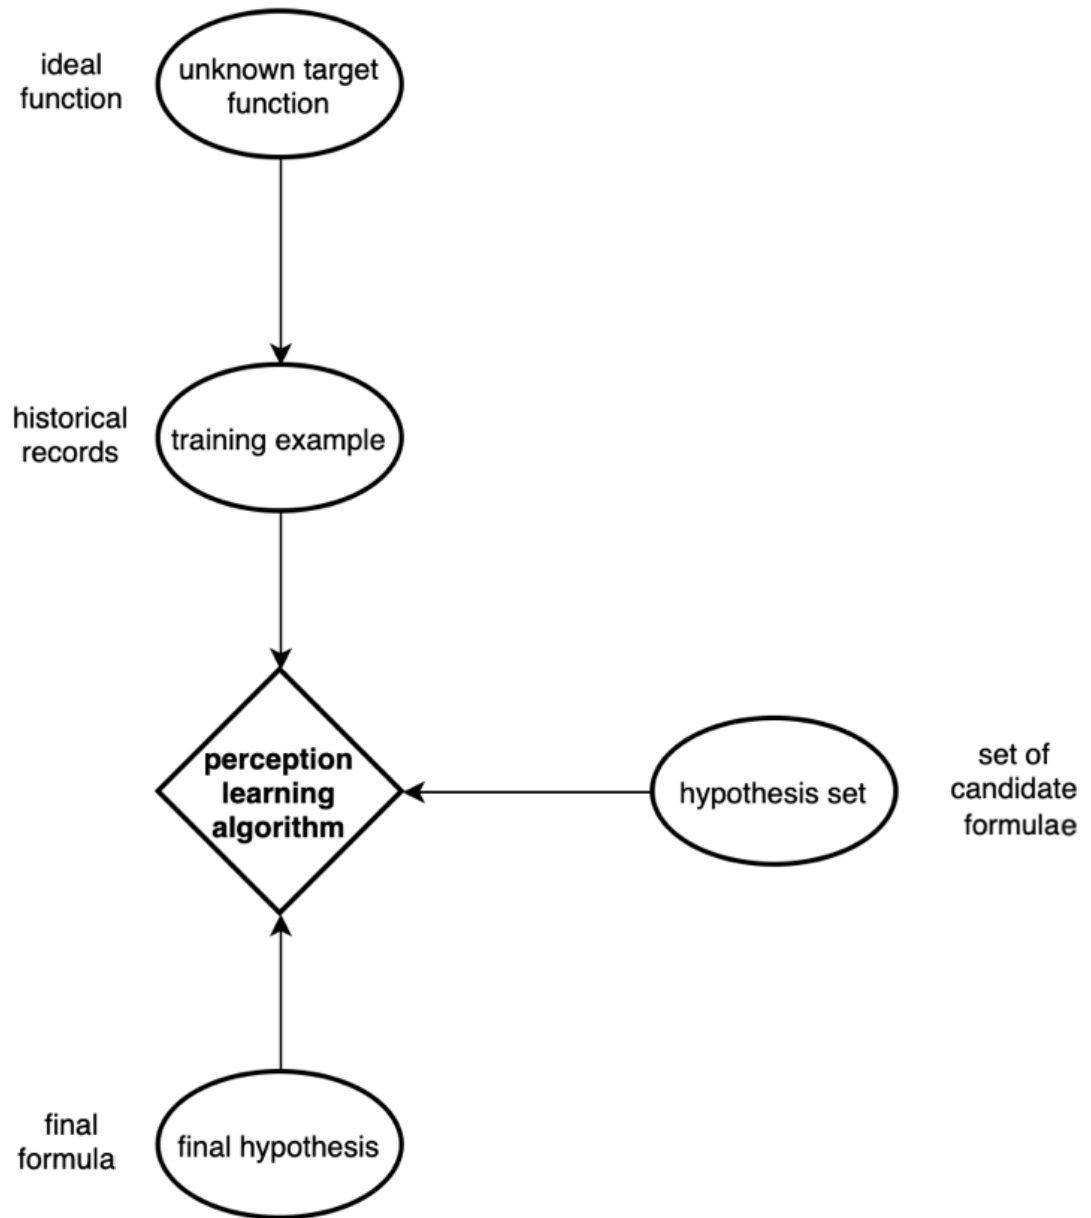 ideal
function
unknown target
function
historical
records
training example
perception
learning
algorithm
hypothesis set
set of
candidate
formulae
final
formula
final hypothesis